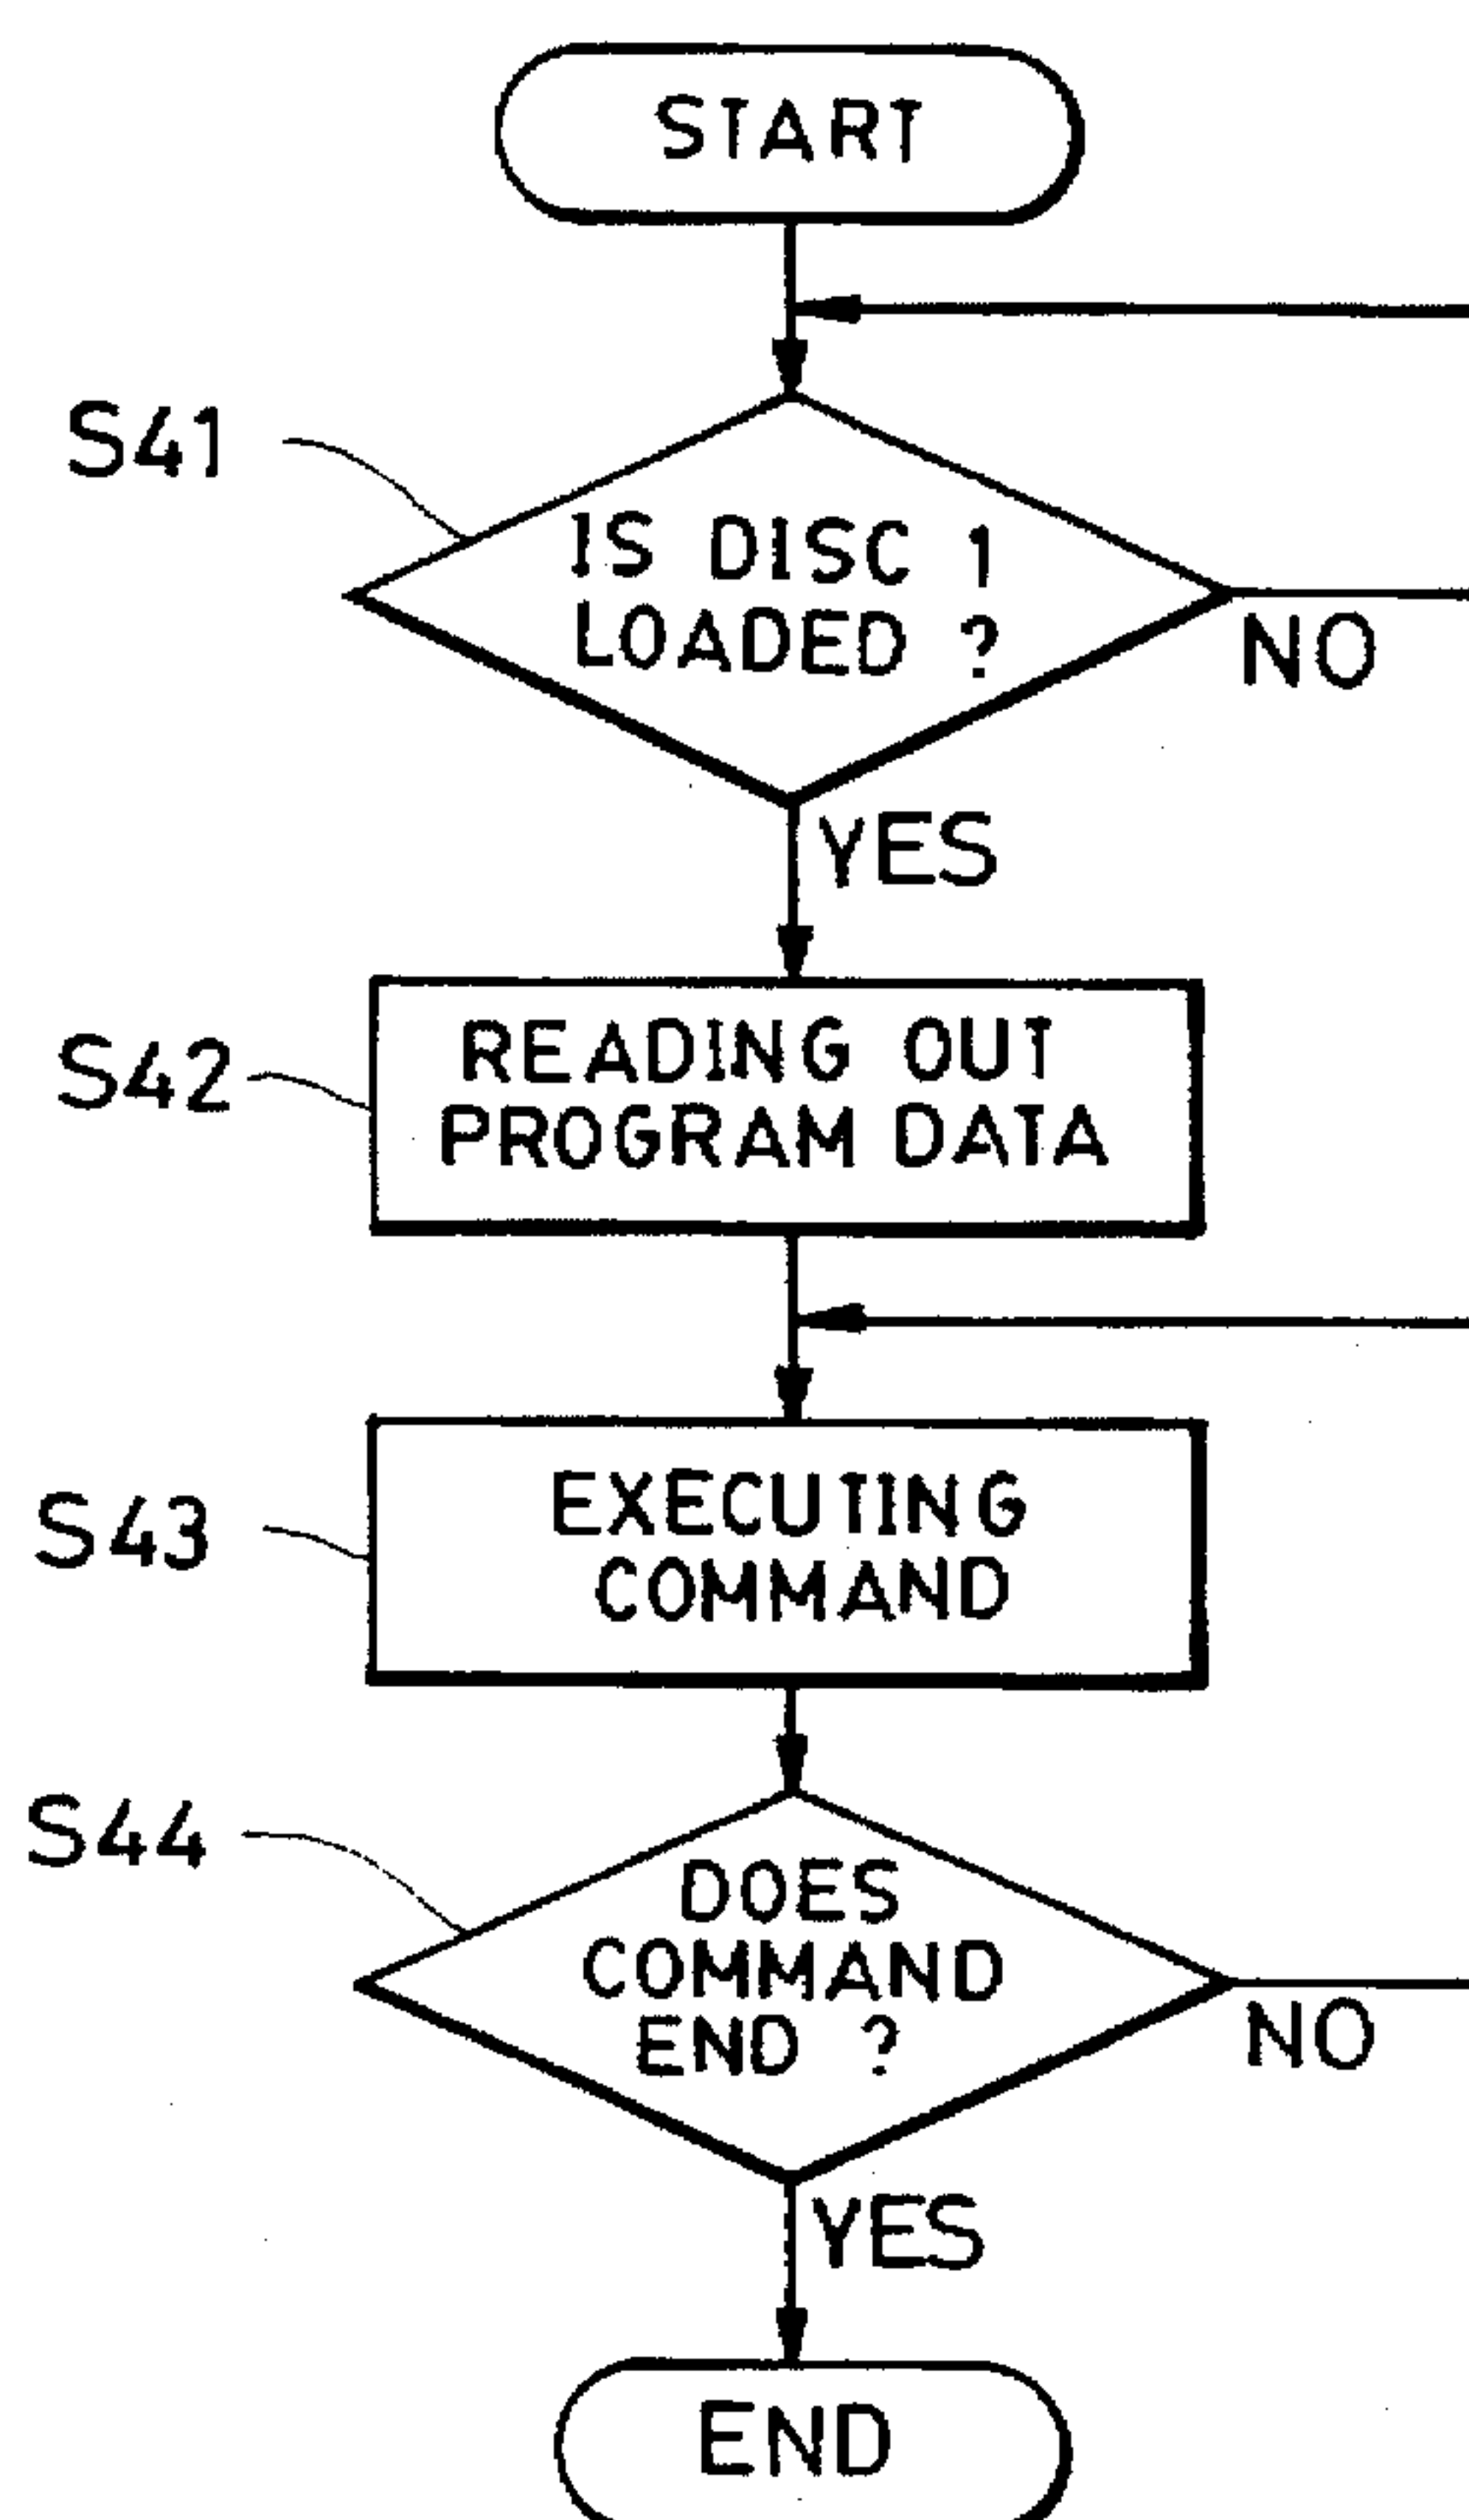 START
S41
IS DISC 1
LOADED ?
NO
YES
S42
READING OUT
PROGRAM DATA
S43
EXECUTING
COMMAND
S44
DOES
COMMAND
END ?
NO
YES
END